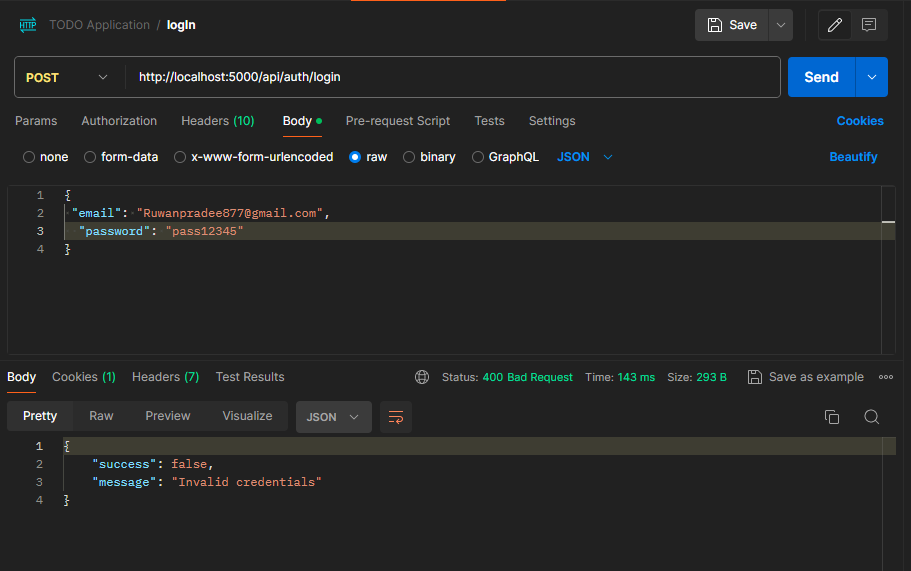 HTTP TODO Application / logIn Save
POST http://localhost:5000/api/auth/login Send
Params Authorization Headers (10) Body Pre-request Script Tests Settings Cookies
none form-data x-www-form-urlencoded raw binary GraphQL JSON Beautify
1 {
2 "email": "Ruwanpradee877@gmail.com",
3 "password": "pass12345"
4 }
Body Cookies (1) Headers (7) Test Results Status: 400 Bad Request Time: 143 ms Size: 293 B Save as example
Pretty Raw Preview Visualize JSON
1 {
2 "success": false,
3 "message": "Invalid credentials"
4 }